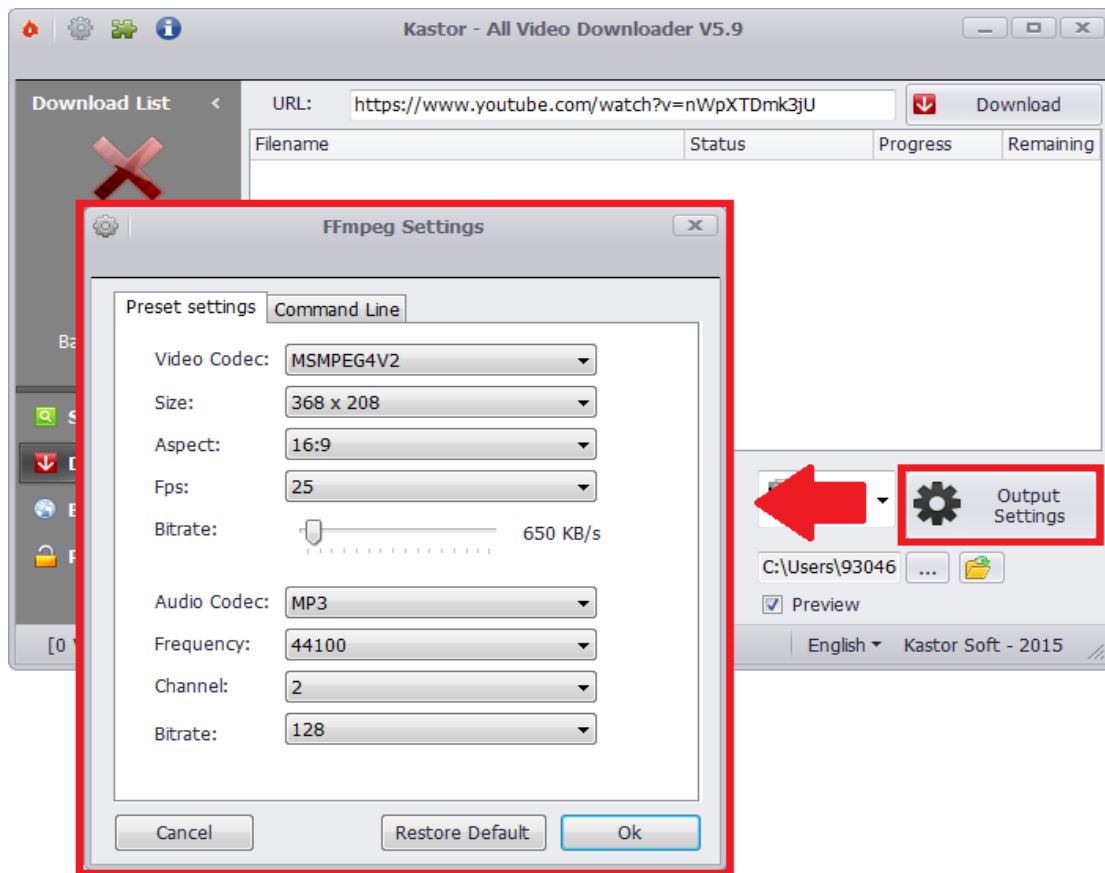 Kastor - All Video Downloader V5.9
Download List <
URL: https://www.youtube.com/watch?v=nWpXTDmk3jU Download
Filename Status Progress Remaining
FFmpeg Settings
Preset settings Command Line
Video Codec: MSMPEG4V2
Size: 368 x 208
Aspect: 16:9
Fps: 25
Bitrate: 650 KB/s
Audio Codec: MP3
Frequency: 44100
Channel: 2
Bitrate: 128
Cancel Restore Default Ok
Output
Settings
C:\Users\93046 ...
Preview
[0
English Kastor Soft - 2015